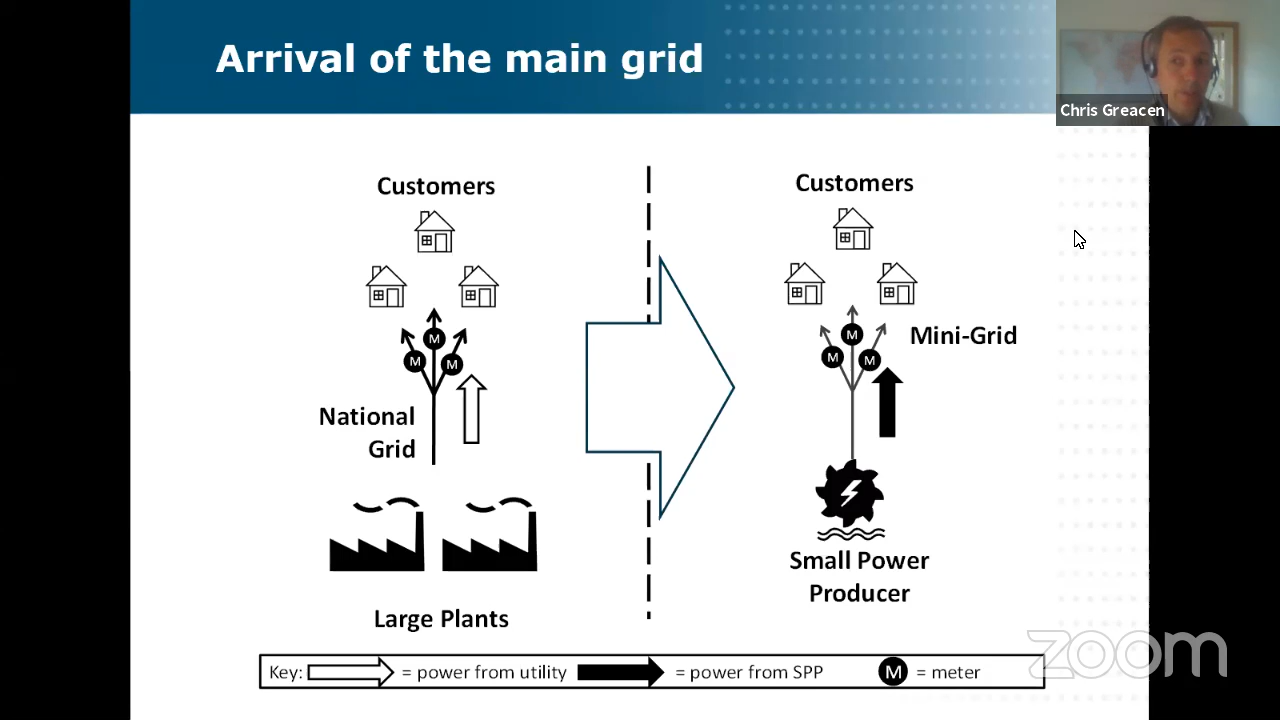 Arrival of the main grid
Chris Greacen
Customers
M
M
M
National
Grid
Large Plants
Customers
M
M
M
Mini-Grid
Small Power
Producer
Key: = power from utility = power from SPP M = meter
zoom